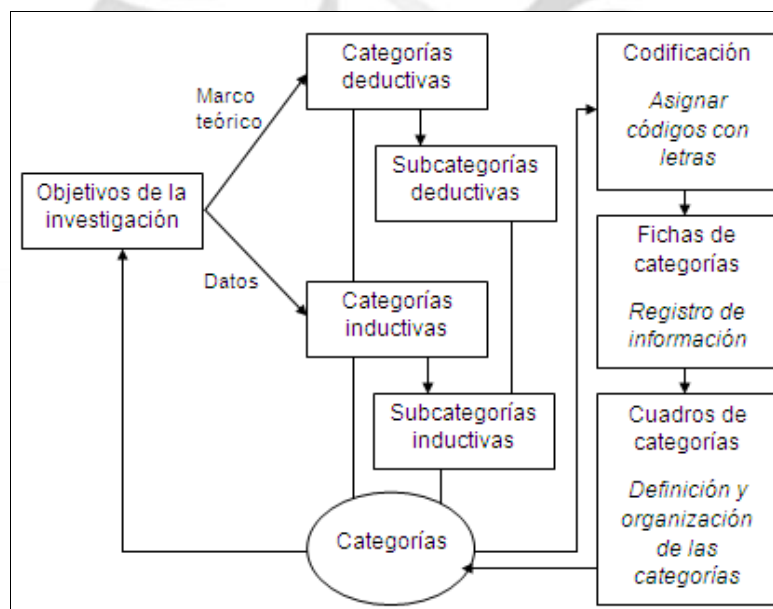 Categorías
deductivas
Marco
teórico
Subcategorías
deductivas
Objetivos de la
investigación
Datos
Categorías
inductivas
Subcategorías
inductivas
Categorías
Codificación
Asignar
códigos con
letras
Fichas de
categorías
Registro de
información
Cuadros de
categorías
Definición y
organización
de las
categorías